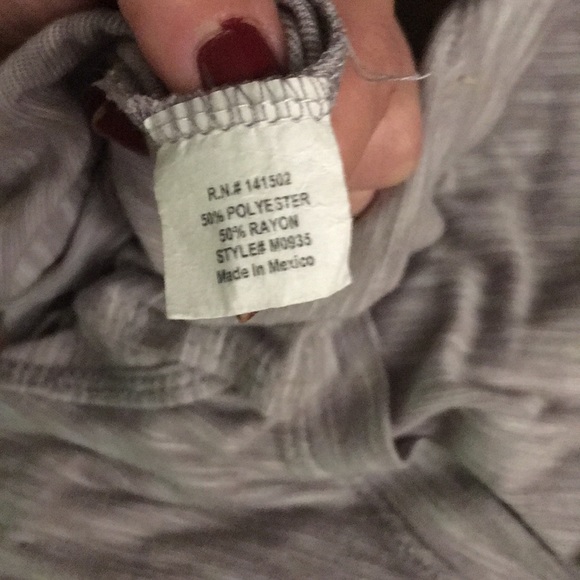 R.N.# 141502
50% POLYESTER
50% RAYON
STYLE# M0935
Made In Mexico